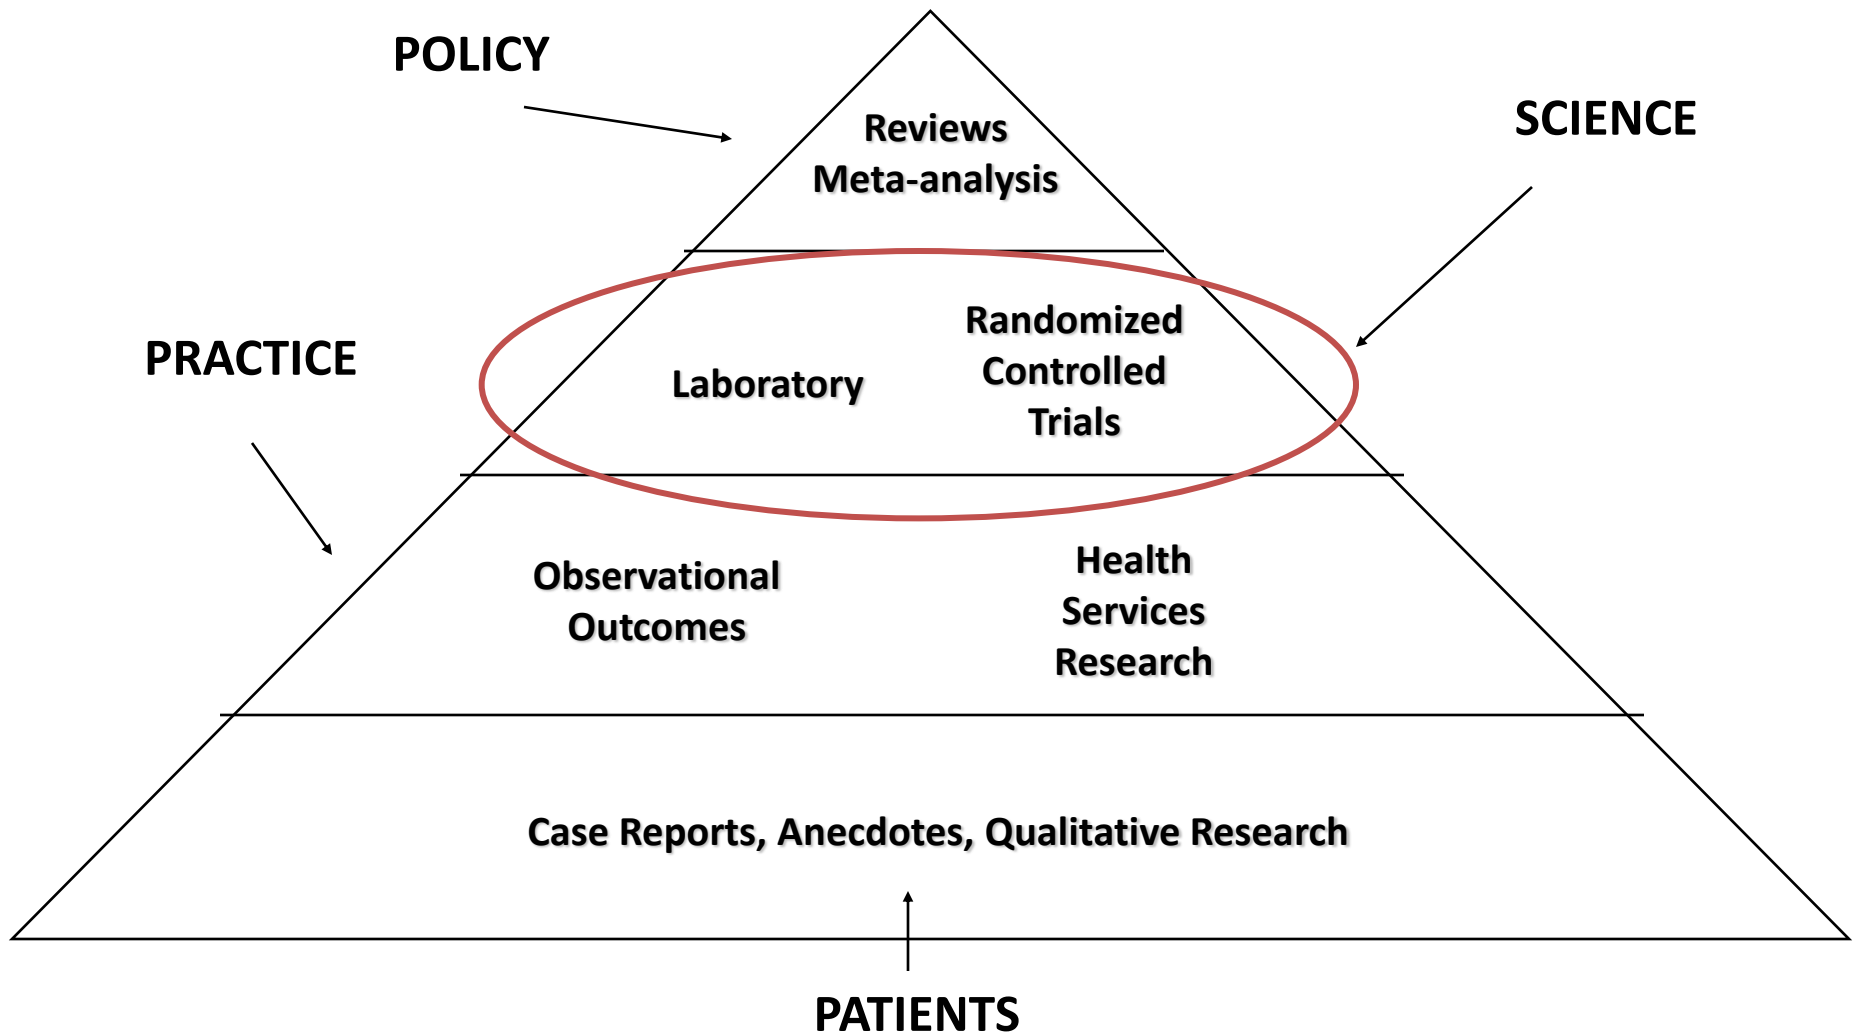 POLICY
SCIENCE
Reviews
Meta-analysis
PRACTICE
Laboratory
Randomized
Controlled
Trials
Observational
Outcomes
Health
Services
Research
Case Reports, Anecdotes, Qualitative Research
PATIENTS